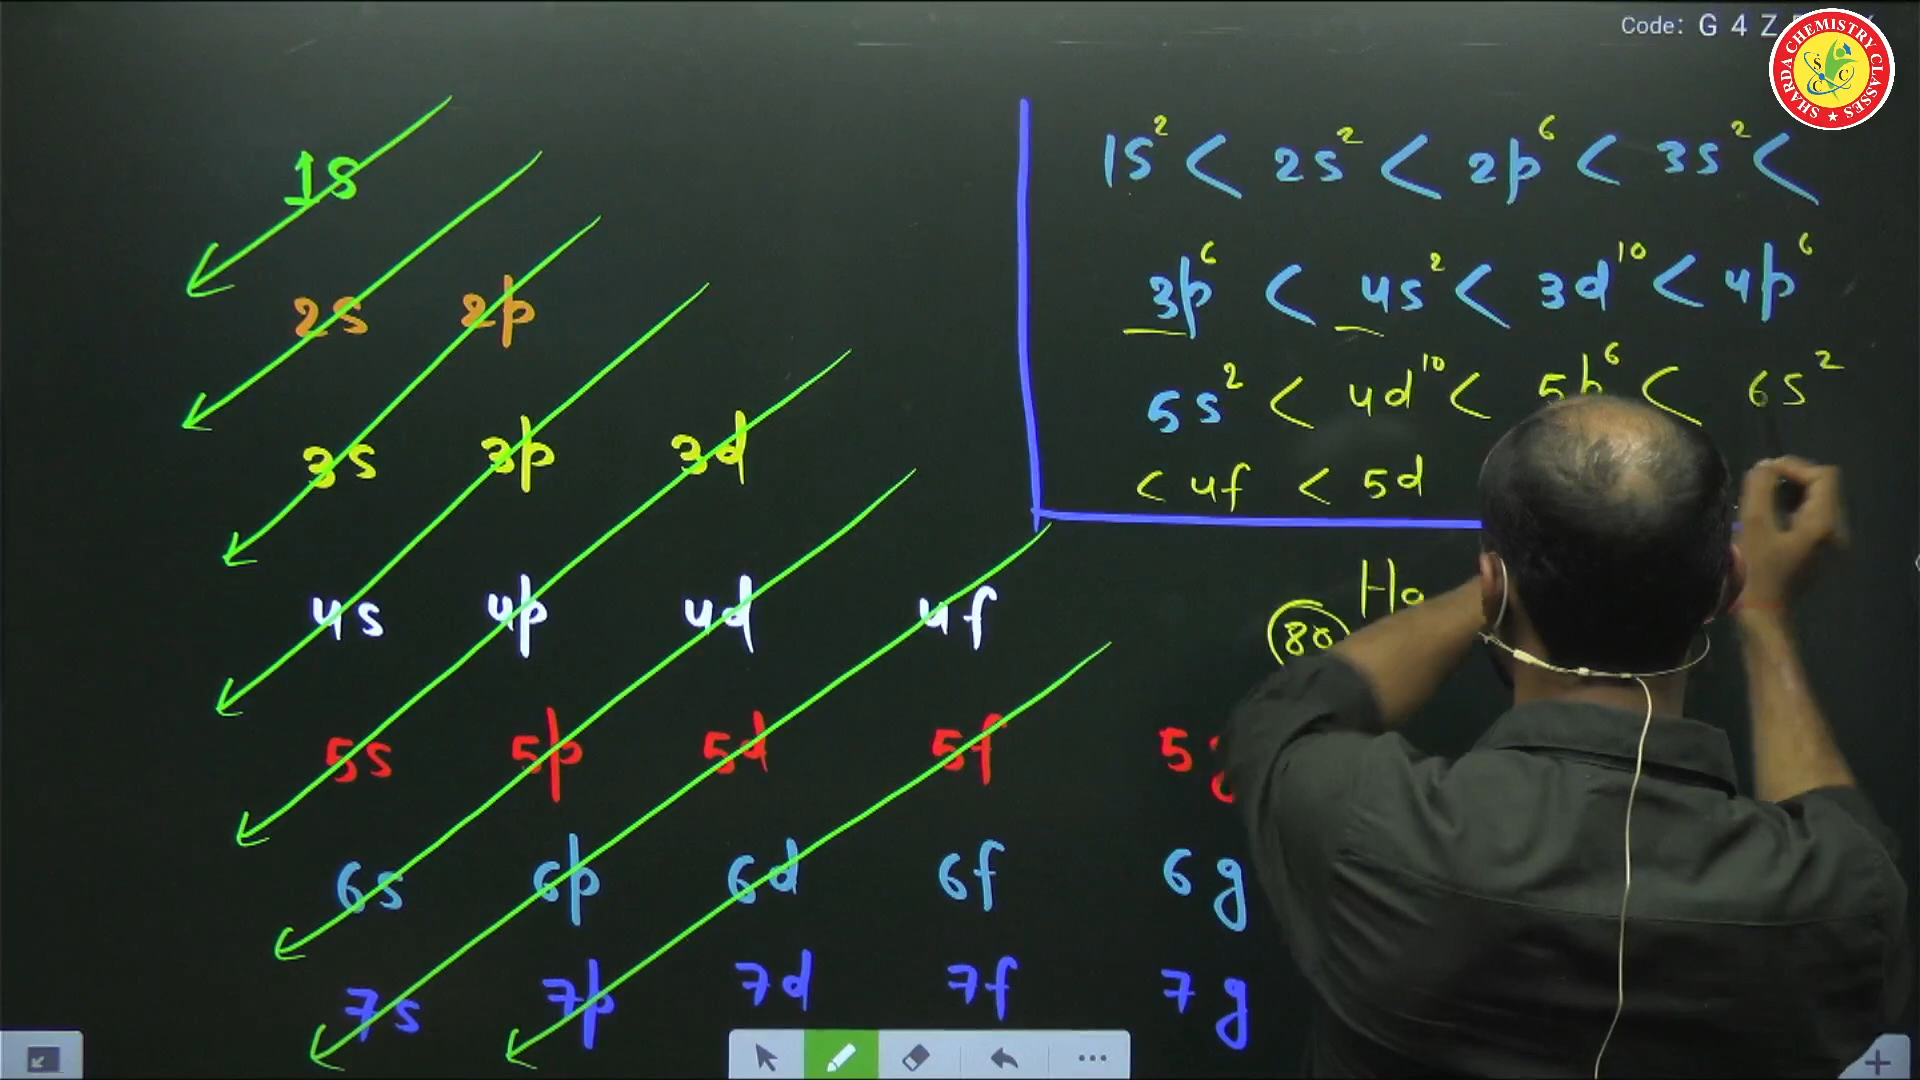 Code: G 4 Z
SHARDA CHEMISTRY CLASSES
S C C
1s
2s 2p
3s 3p 3d
4s 4p 4d 4f
5s 5p 5d 5f 5
6s 6p 6d 6f 6g
7s 7p 7d 7f 7g
1s² < 2s² < 2p⁶ < 3s² <
3p⁶ < 4s² < 3d¹⁰ < 4p⁶
5s² < 4d¹⁰ < 5p⁶ < 6s²
< 4f < 5d
80